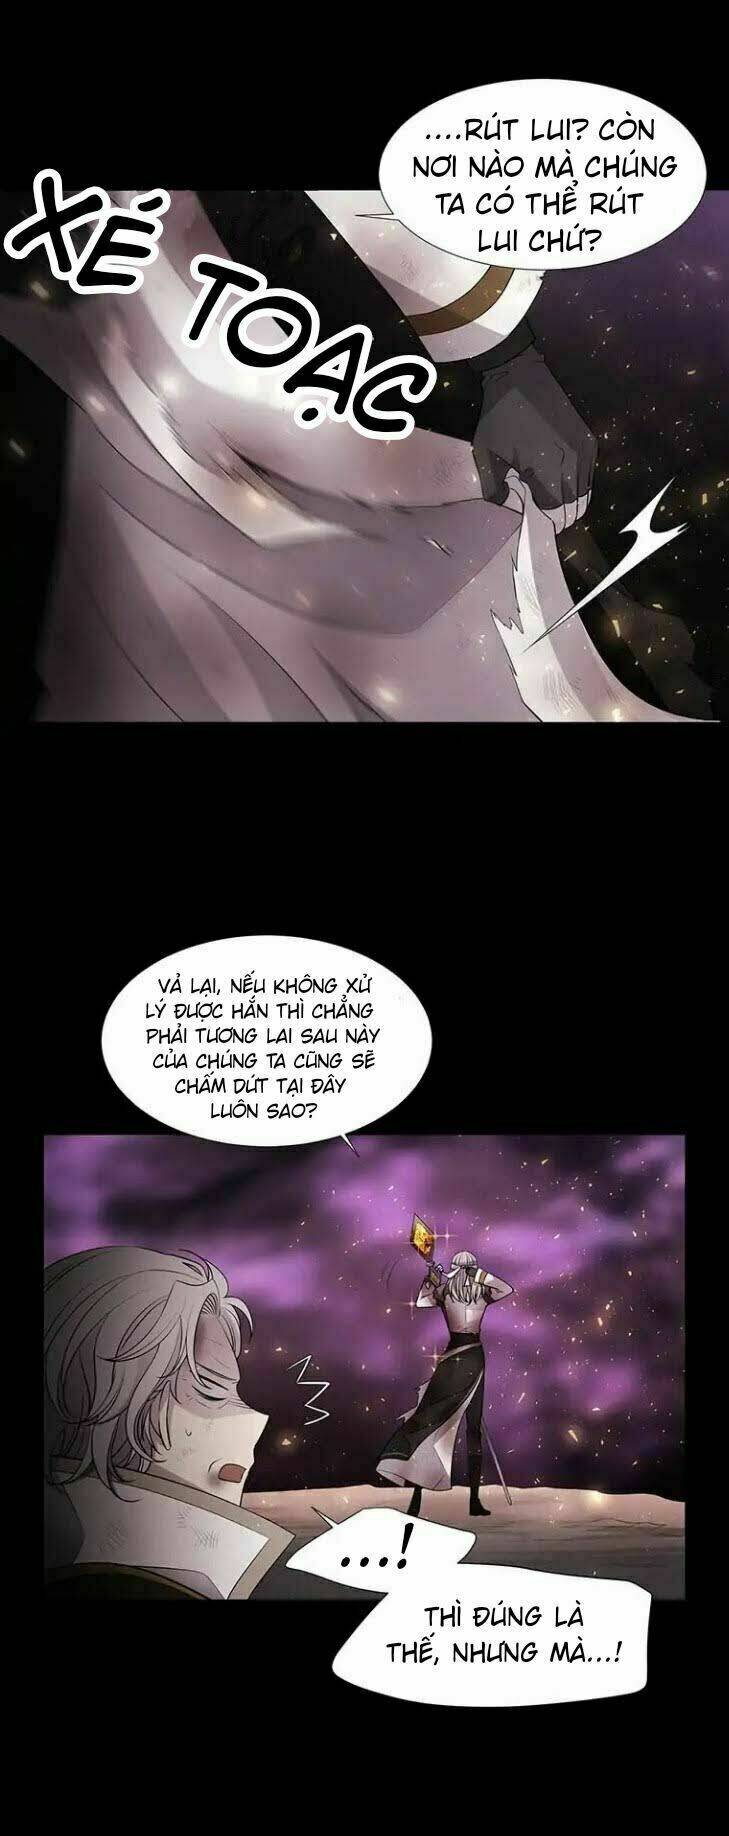 ....RÚT LUI? CÒN
NƠI NÀO MÀ CHÚNG
TA CÓ THỂ RÚT
LUI CHỨ?
XÉ TOẠC
VẢ LẠI, NẾU KHÔNG XỬ
LÝ ĐƯỢC HẮN THÌ CHẲNG
PHẢI TƯƠNG LAI SAU NÀY
CỦA CHÚNG TA CŨNG SẼ
CHẤM DỨT TẠI ĐÂY
LUÔN SAO?
....!
THÌ ĐÚNG LÀ
THẾ, NHƯNG MÀ...!